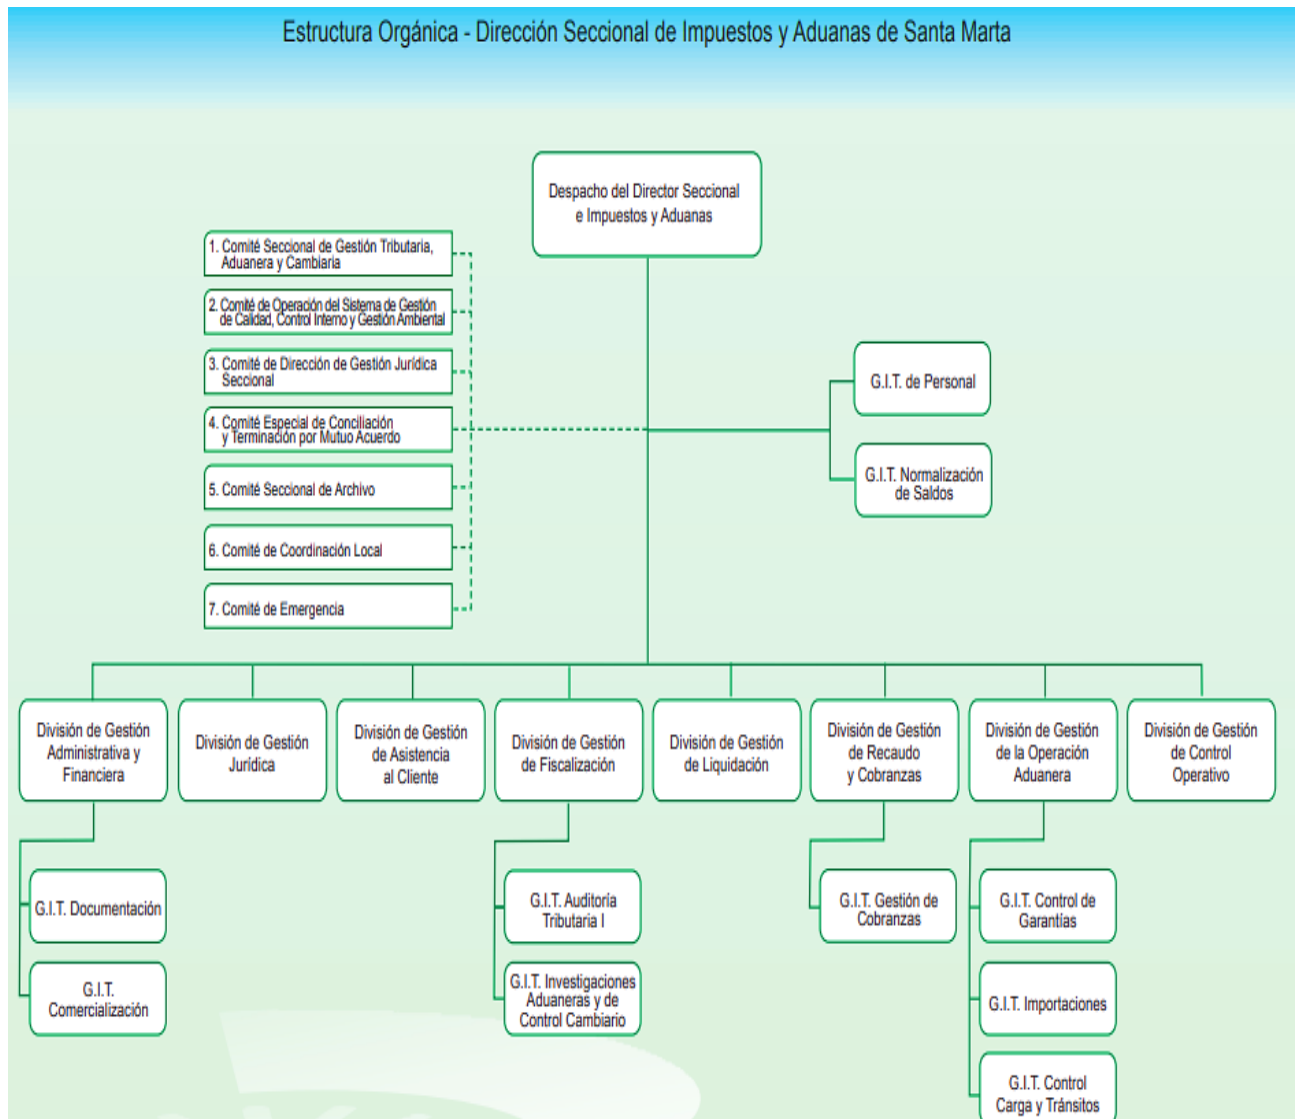 Estructura Orgánica - Dirección Seccional de Impuestos y Aduanas de Santa Marta
Despacho del Director Seccional
e Impuestos y Aduanas
1. Comité Seccional de Gestión Tributaria,
Aduanera y Cambiaria
2. Comité de Operación del Sistema de Gestión
de Calidad, Control Interno y Gestión Ambiental
3. Comité de Dirección de Gestión Jurídica
Seccional
4. Comité Especial de Conciliación
y Terminación por Mutuo Acuerdo
5. Comité Seccional de Archivo
6. Comité de Coordinación Local
7. Comité de Emergencia
G.I.T. de Personal
G.I.T. Normalización
de Saldos
División de Gestión
Administrativa y
Financiera
División de Gestión
Jurídica
División de Gestión
de Asistencia
al Cliente
División de Gestión
de Fiscalización
División de Gestión
de Liquidación
División de Gestión
de Recaudo
y Cobranzas
División de Gestión
de la Operación
Aduanera
División de Gestión
de Control
Operativo
G.I.T. Documentación
G.I.T.
Comercialización
G.I.T. Auditoría
Tributaria I
G.I.T. Investigaciones
Aduaneras y de
Control Cambiario
G.I.T. Gestión de
Cobranzas
G.I.T. Control de
Garantías
G.I.T. Importaciones
G.I.T. Control
Carga y Tránsitos